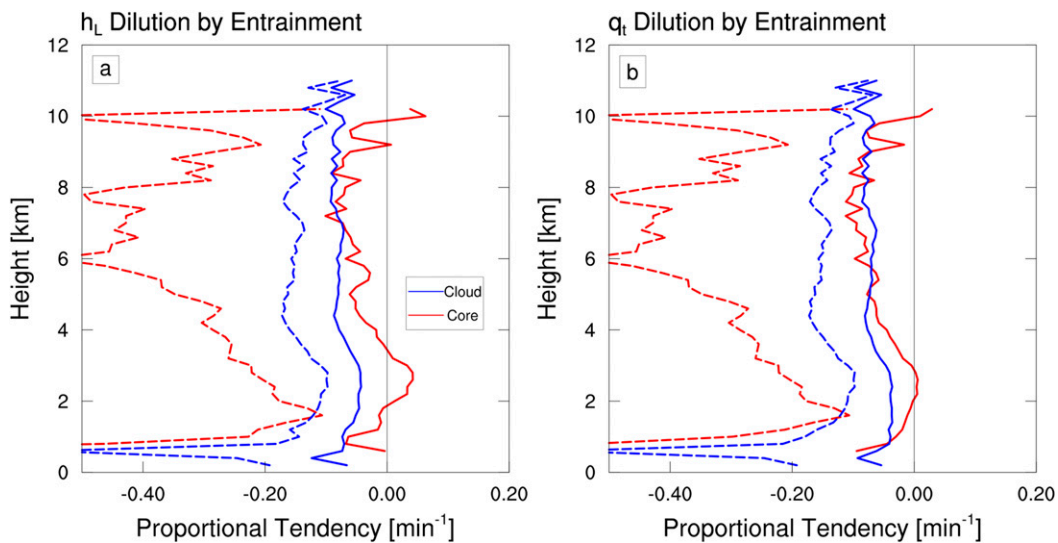 h_L Dilution by Entrainment
a
12
10
8
6
4
2
0
Height [km]
-0.40 -0.20 0.00 0.20
Proportional Tendency [min⁻¹]
Cloud
Core
q_t Dilution by Entrainment
b
12
10
8
6
4
2
0
Height [km]
-0.40 -0.20 0.00 0.20
Proportional Tendency [min⁻¹]